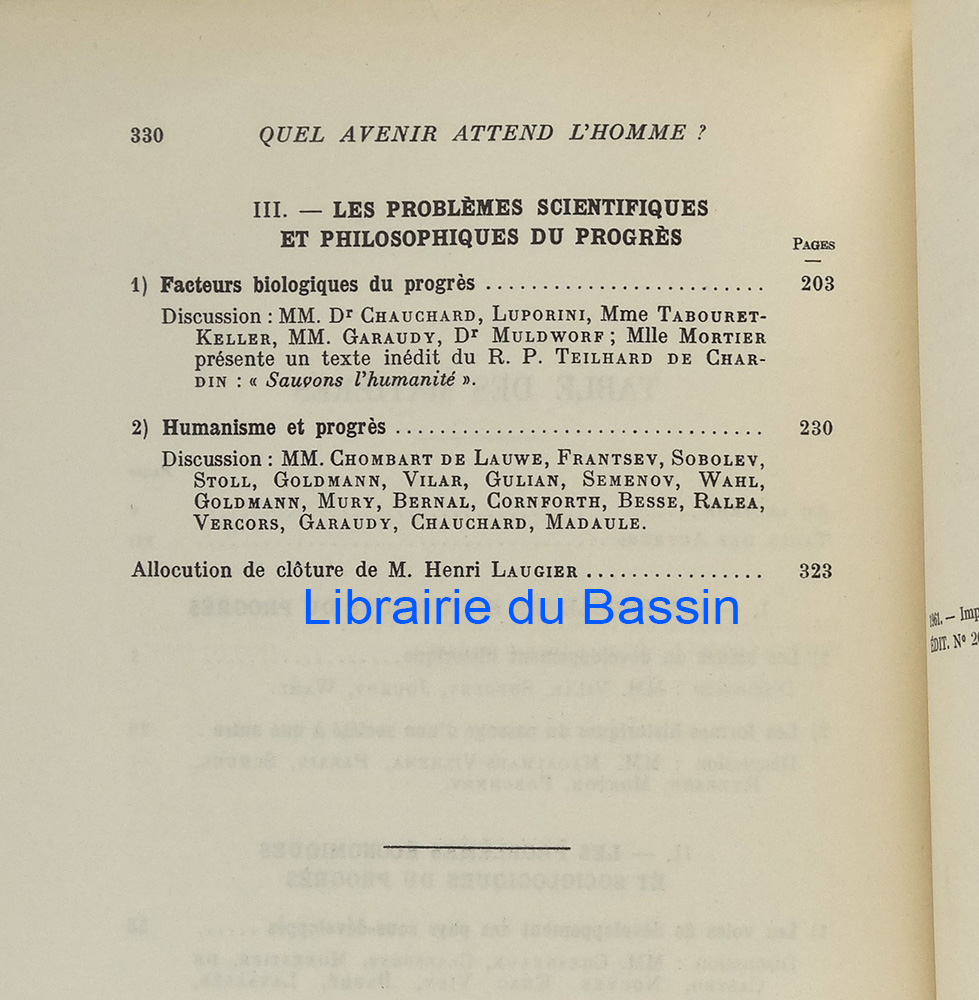 330 QUEL AVENIR ATTEND L'HOMME ?
III. — LES PROBLÈMES SCIENTIFIQUES
ET PHILOSOPHIQUES DU PROGRÈS
PAGES
1) Facteurs biologiques du progrès ......................... 203
Discussion : MM. Dr CHAUCHARD, LUPORINI, Mme TABOURET-
KELLER, MM. GARAUDY, Dr MULDWORF ; Mlle MORTIER
présente un texte inédit du R. P. TEILHARD DE CHAR-
DIN : « Sauvons l'humanité ».
2) Humanisme et progrès ................................. 230
Discussion : MM. CHOMBART DE LAUWE, FRANTSEV, SOBOLEV,
STOLL, GOLDMANN, VILAR, GULIAN, SEMENOV, WAHL,
GOLDMANN, MURY, BERNAL, CORNFORTH, BESSE, RALEA,
VERCORS, GARAUDY, CHAUCHARD, MADAULE.
Allocution de clôture de M. Henri LAUGIER ................ 323
Librairie du Bassin
1961. — Imp
ÉDIT. N°